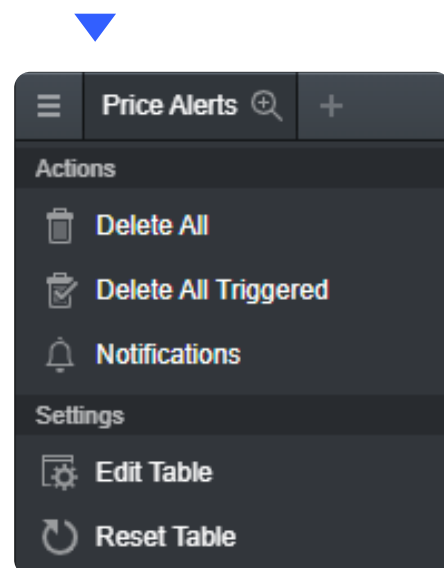 Price Alerts
Actions
Delete All
Delete All Triggered
Notifications
Settings
Edit Table
Reset Table